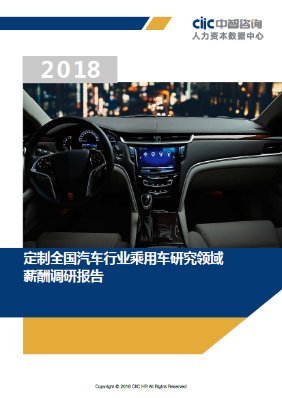 CIIC中智咨询
人力资本数据中心
2018
定制全国汽车行业乘用车研究领域
薪酬调研报告
Copyright © 2018 CIIC HR All Rights Reserved